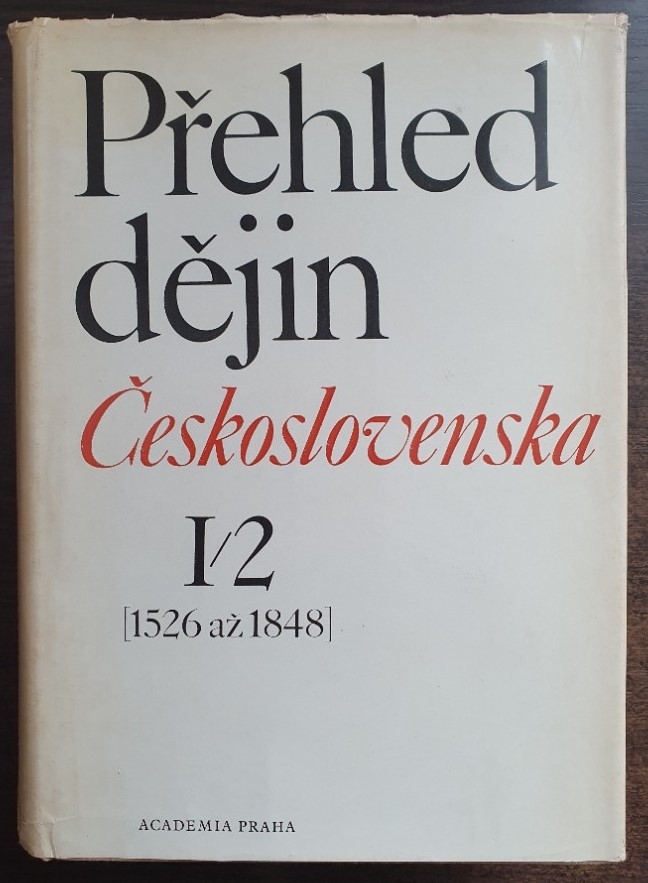 Přehled
dějin
Československa
I/2
[1526 až 1848]
ACADEMIA PRAHA